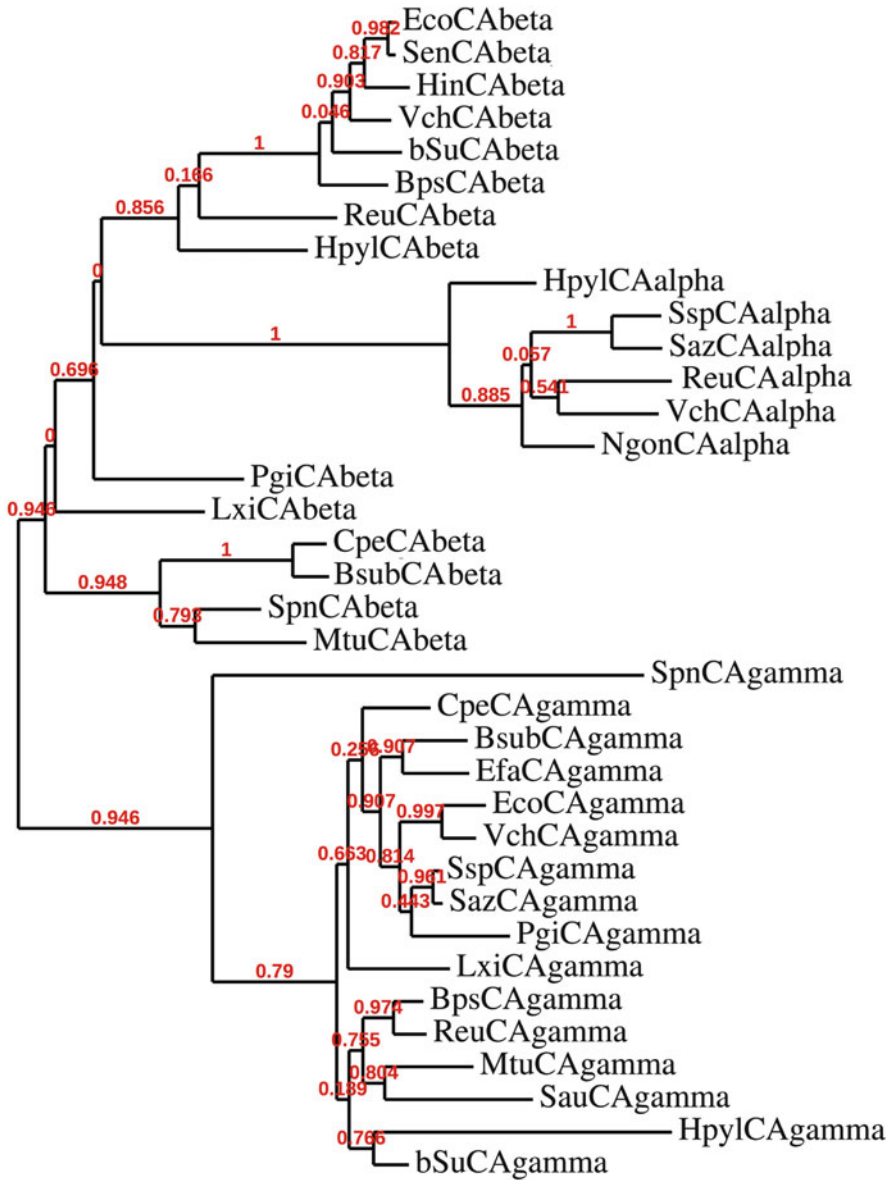 0.982
EcoCAbeta
0.817
SenCAbeta
0.903
HinCAbeta
0.046
VchCAbeta
1
bSuCAbeta
0.166
BpsCAbeta
0.856
ReuCAbeta
HpylCAbeta
0
HpylCAalpha
1
SspCAalpha
1
SazCAalpha
0.057
0.696
ReuCAalpha
0.885
0.541
VchCAalpha
0
NgonCAalpha
PgiCAbeta
0.946
LxiCAbeta
1
CpeCAbeta
0.948
BsubCAbeta
0.793
SpnCAbeta
MtuCAbeta
SpnCAgamma
CpeCAgamma
0.256
0.907
BsubCAgamma
EfaCAgamma
0.907
0.997
EcoCAgamma
0.946
VchCAgamma
0.663
0.814
SspCAgamma
0.961
SazCAgamma
0.443
PgiCAgamma
0.79
LxiCAgamma
0.974
BpsCAgamma
0.755
ReuCAgamma
0.804
MtuCAgamma
0.189
SauCAgamma
0.766
HpylCAgamma
bSuCAgamma